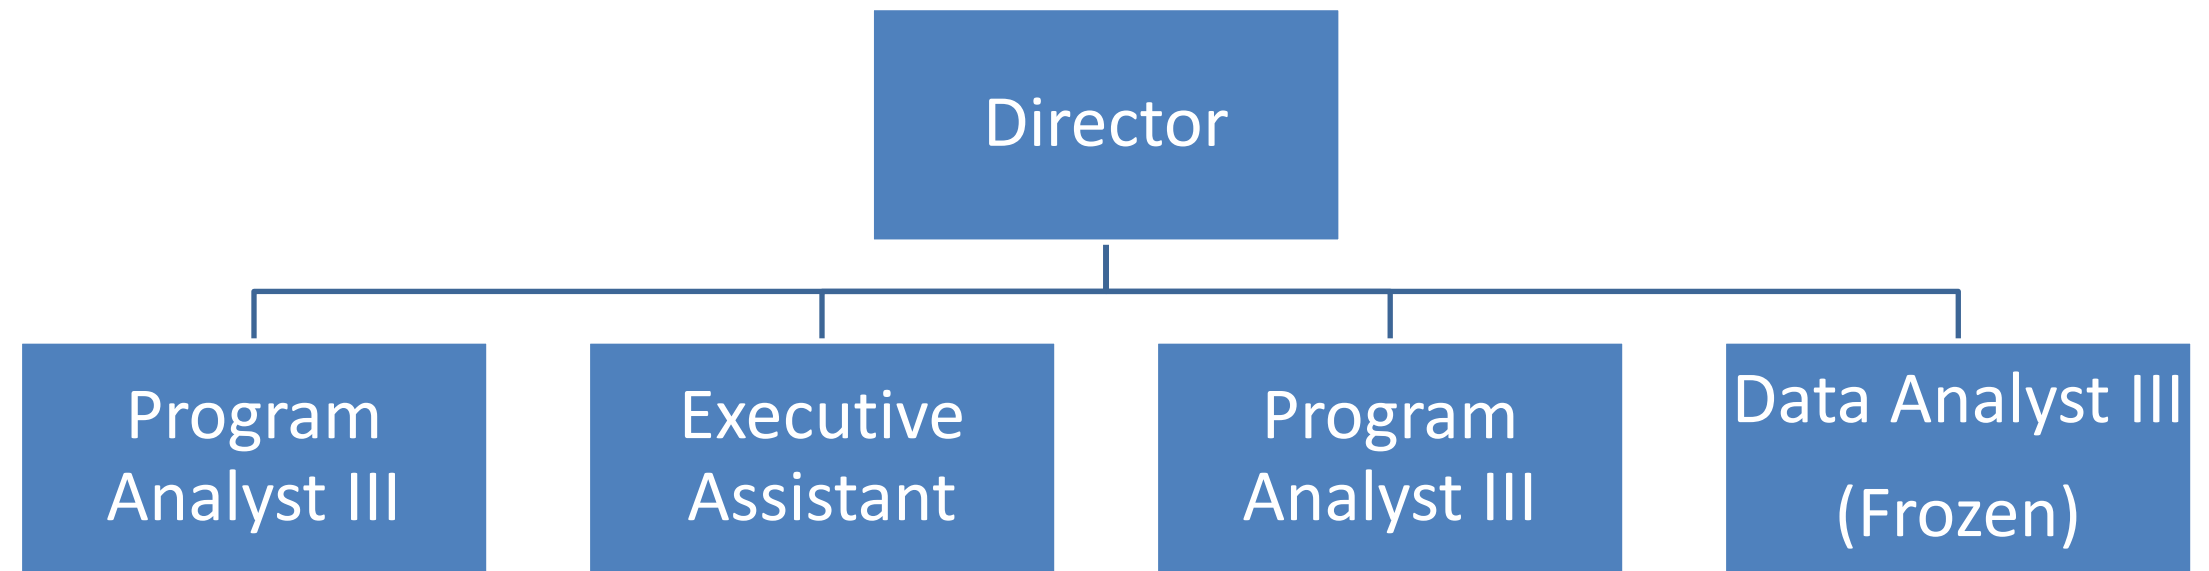 Director
Program
Analyst III
Executive
Assistant
Program
Analyst III
Data Analyst III
(Frozen)